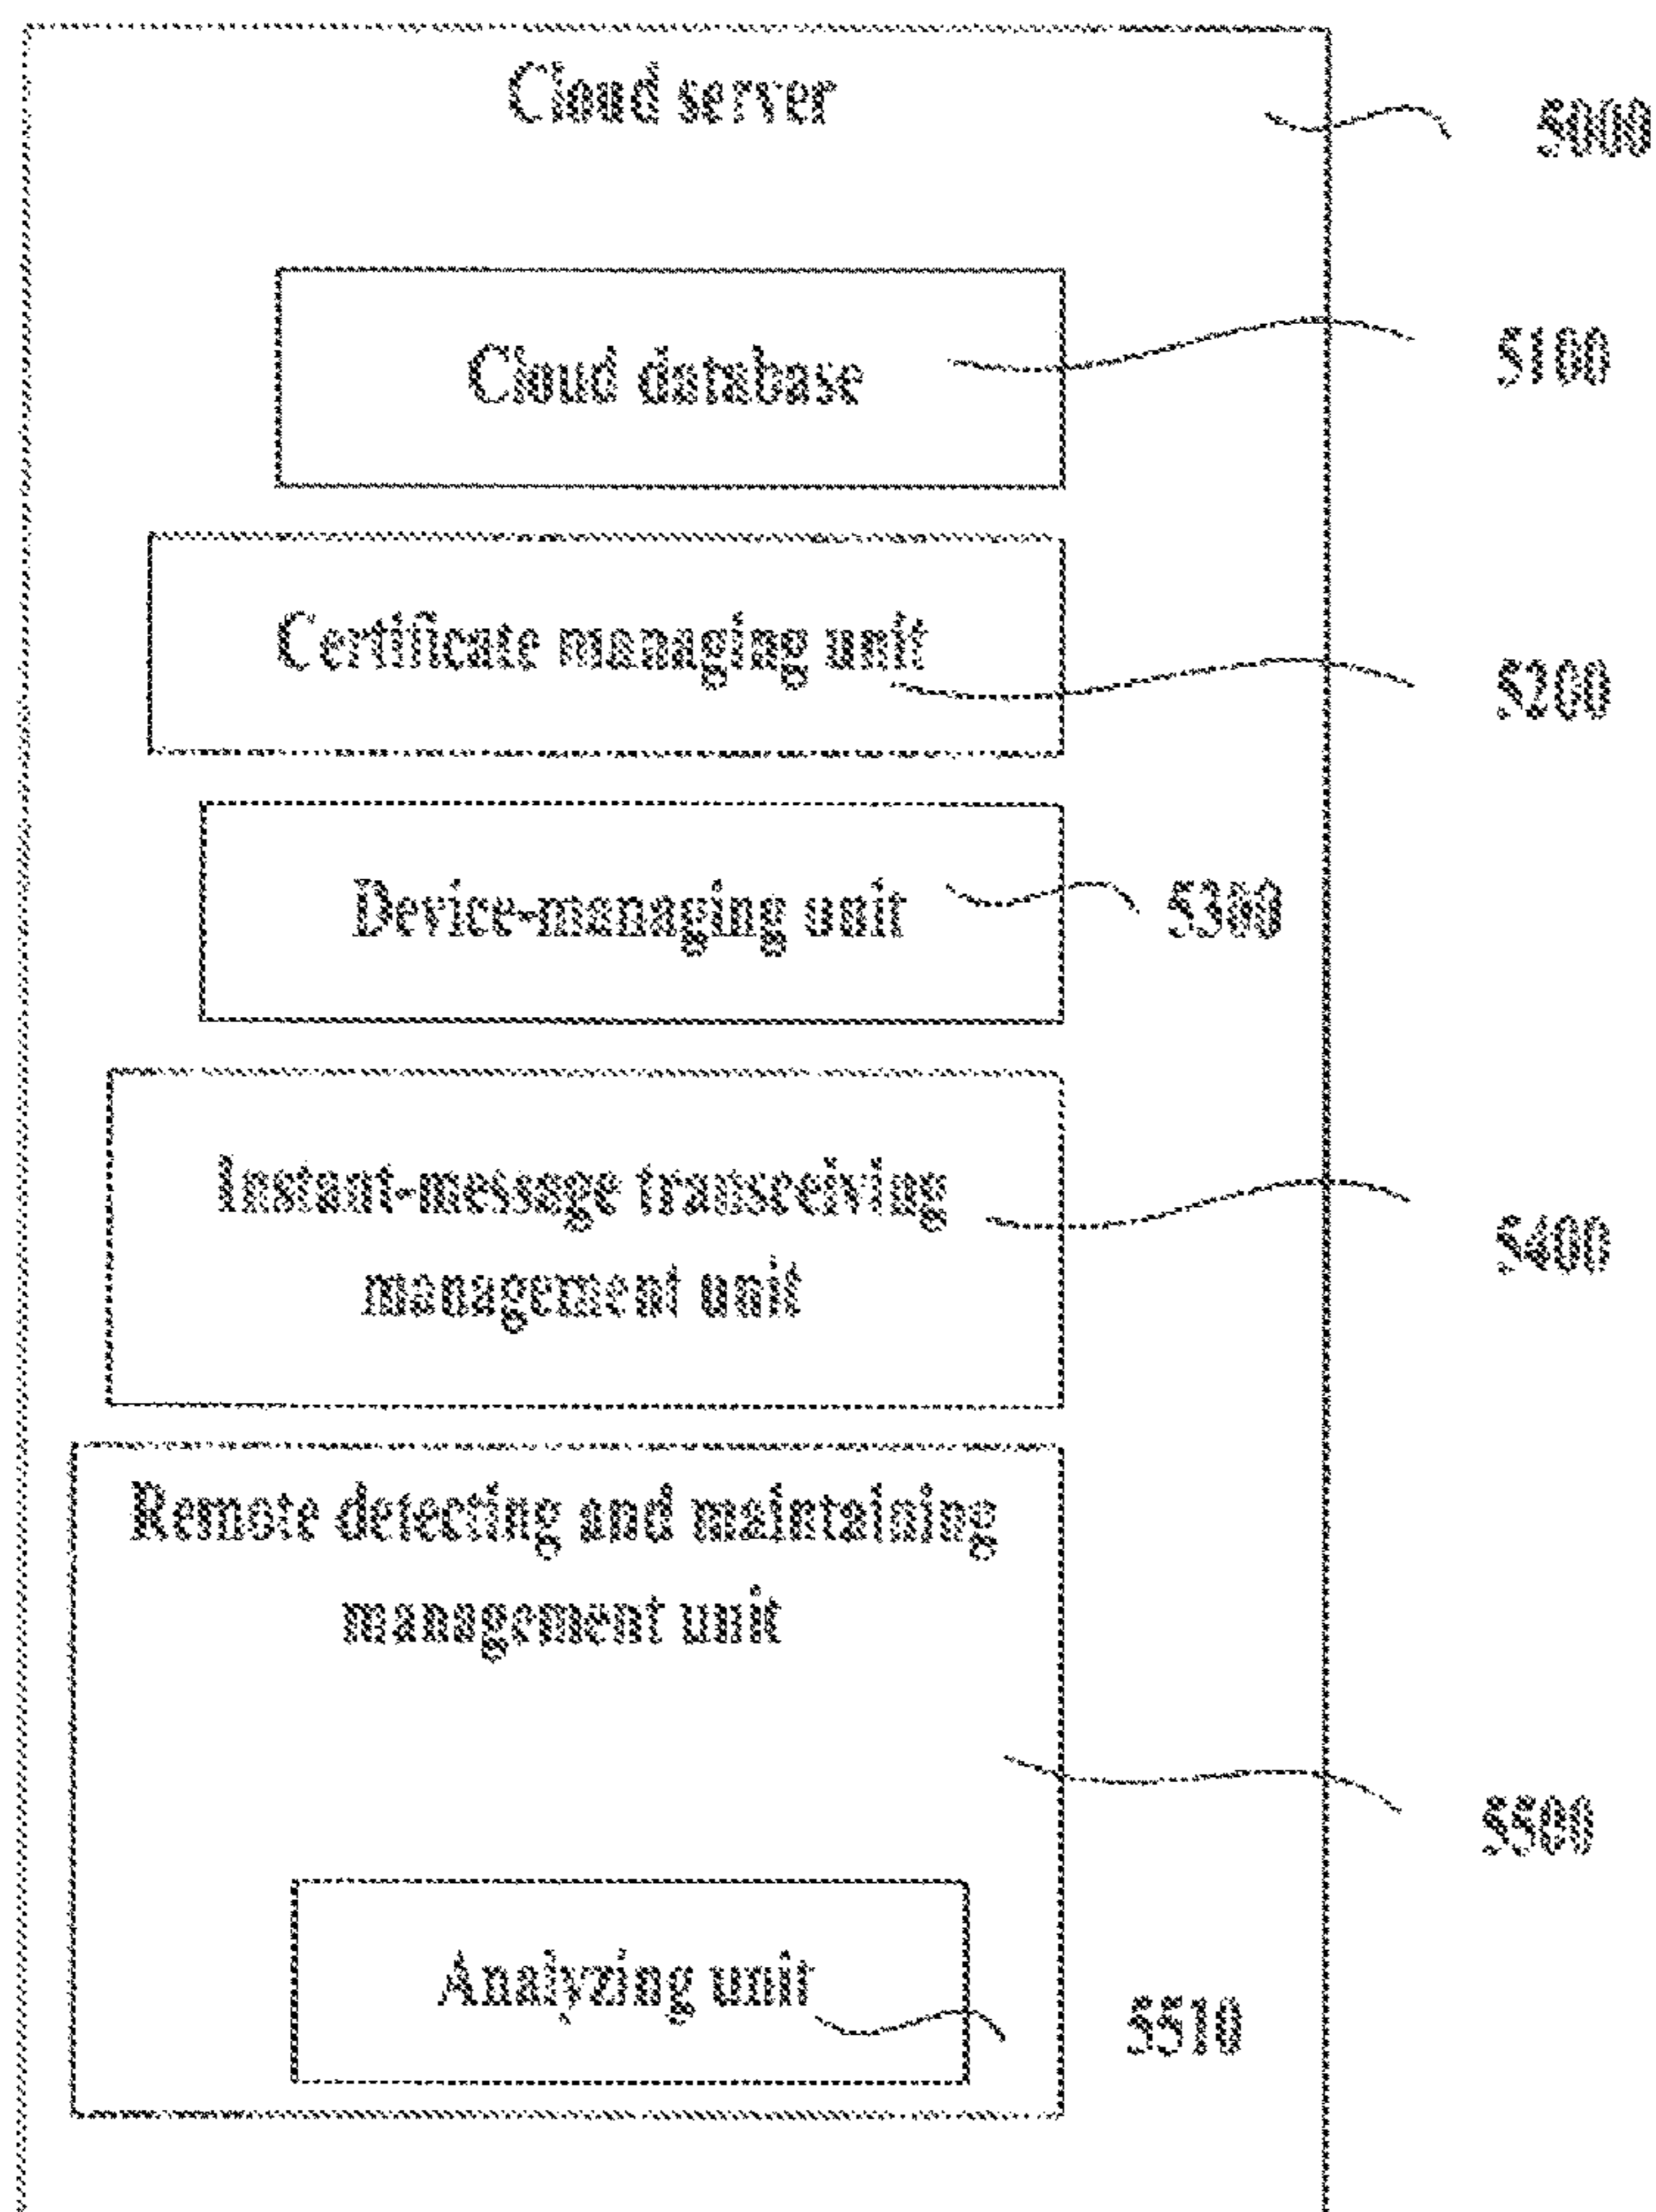 Cloud server
5000
Cloud database
5100
Certificate managing unit
5200
Device-managing unit
5300
Instant-message transceiving
management unit
5400
Remote detecting and maintaining
management unit
5500
Analyzing unit
5510